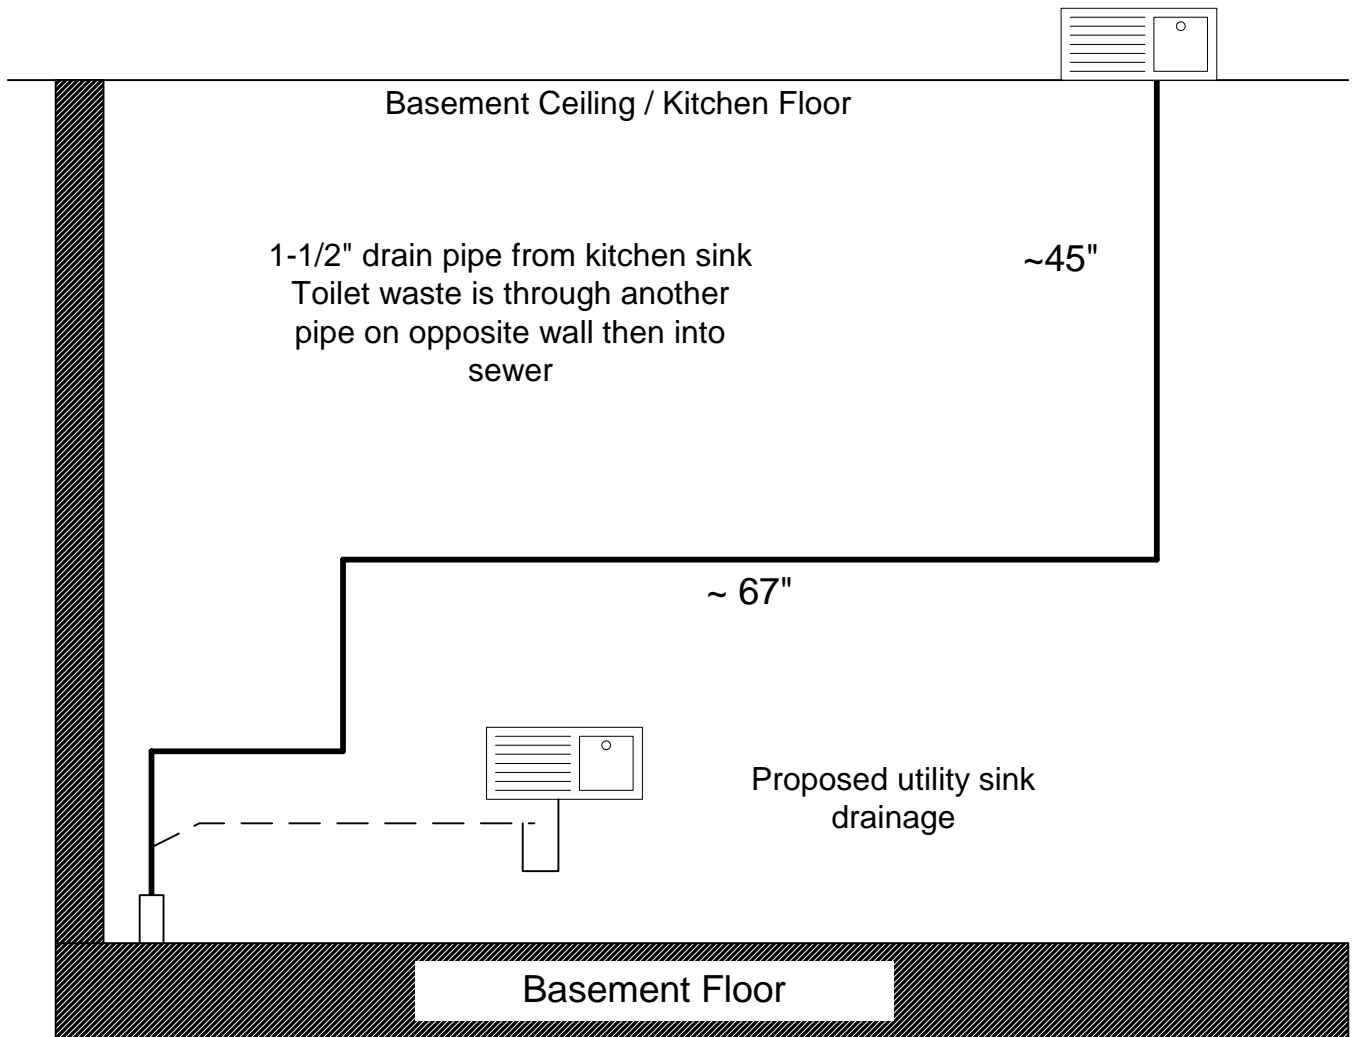 Basement Ceiling / Kitchen Floor
1-1/2" drain pipe from kitchen sink
Toilet waste is through another
pipe on opposite wall then into
sewer
~45"
~ 67"
Proposed utility sink
drainage
Basement Floor